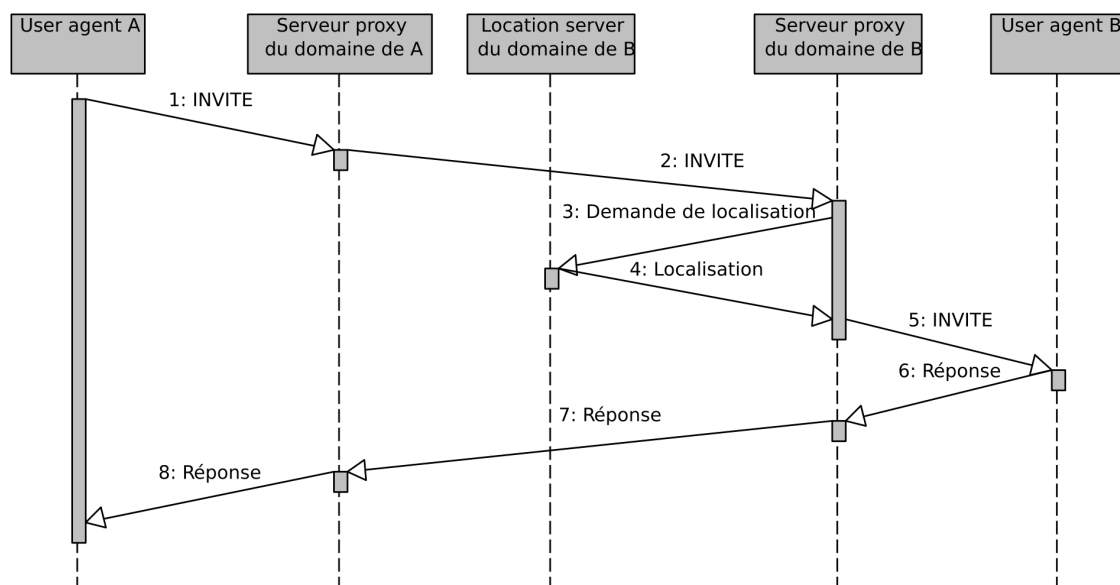 User agent A
Serveur proxy
du domaine de A
Location server
du domaine de B
Serveur proxy
du domaine de B
User agent B
1: INVITE
2: INVITE
3: Demande de localisation
4: Localisation
5: INVITE
6: Réponse
7: Réponse
8: Réponse